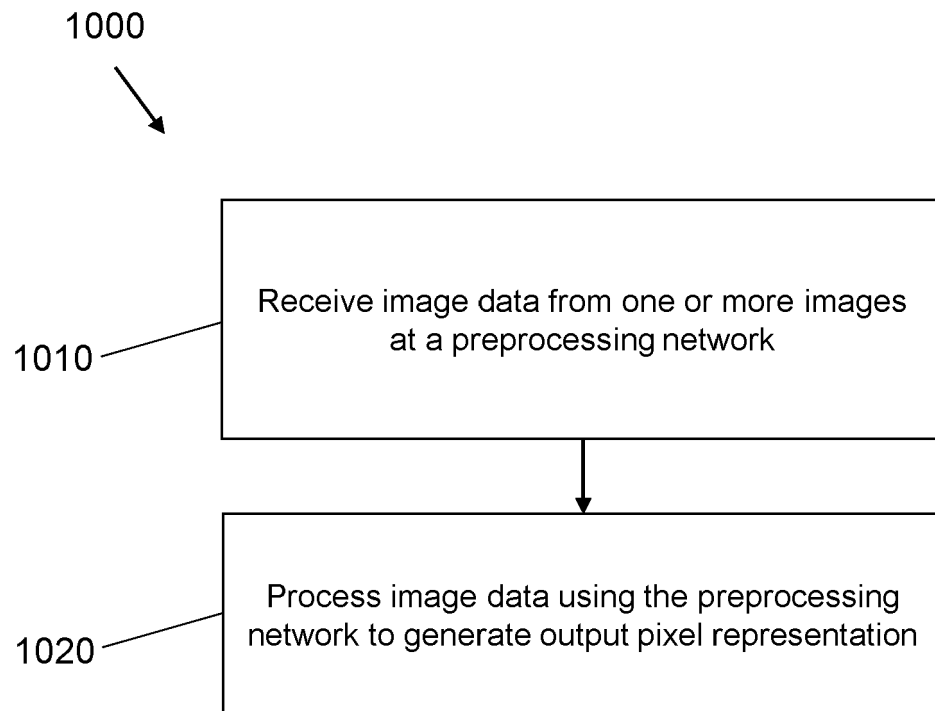 1000
Receive image data from one or more images
at a preprocessing network
1010
Process image data using the preprocessing
network to generate output pixel representation
1020